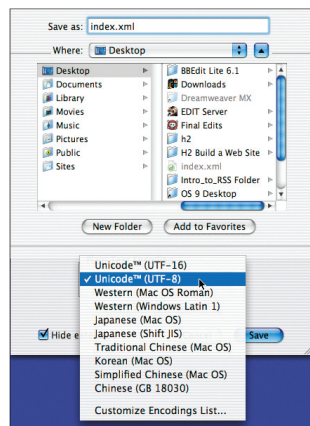 Save as: index.xml
Where: Desktop
Desktop
Documents
Library
Movies
Music
Pictures
Public
Sites
BBEdit Lite 6.1
Downloads
Dreamweaver MX
EDIT Server
Final Edits
h2
H2 Build a Web Site
index.xml
Intro_to_RSS Folder
OS 9 Desktop
New Folder
Add to Favorites
Unicode™ (UTF-16)
✓ Unicode™ (UTF-8)
Western (Mac OS Roman)
Western (Windows Latin 1)
Japanese (Mac OS)
Japanese (Shift JIS)
Traditional Chinese (Mac OS)
Korean (Mac OS)
Simplified Chinese (Mac OS)
Chinese (GB 18030)
Customize Encodings List...
Hide e
Save